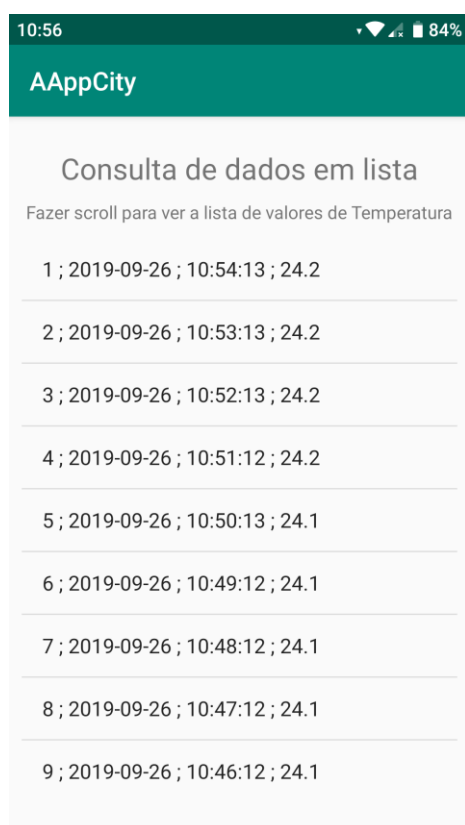 10:56
84%
AAppCity
Consulta de dados em lista
Fazer scroll para ver a lista de valores de Temperatura
1 ; 2019-09-26 ; 10:54:13 ; 24.2
2 ; 2019-09-26 ; 10:53:13 ; 24.2
3 ; 2019-09-26 ; 10:52:13 ; 24.2
4 ; 2019-09-26 ; 10:51:12 ; 24.2
5 ; 2019-09-26 ; 10:50:13 ; 24.1
6 ; 2019-09-26 ; 10:49:12 ; 24.1
7 ; 2019-09-26 ; 10:48:12 ; 24.1
8 ; 2019-09-26 ; 10:47:12 ; 24.1
9 ; 2019-09-26 ; 10:46:12 ; 24.1